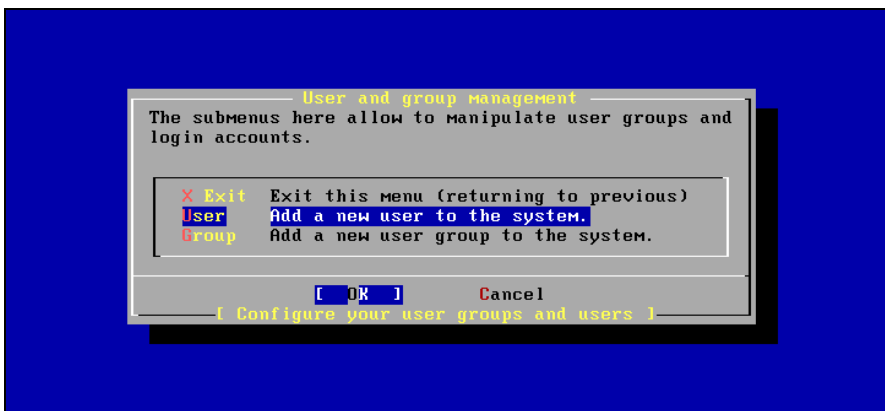 User and group management
The submenus here allow to manipulate user groups and
login accounts.
X Exit Exit this menu (returning to previous)
User Add a new user to the system.
Group Add a new user group to the system.
[ OK ] Cancel
[ Configure your user groups and users ]